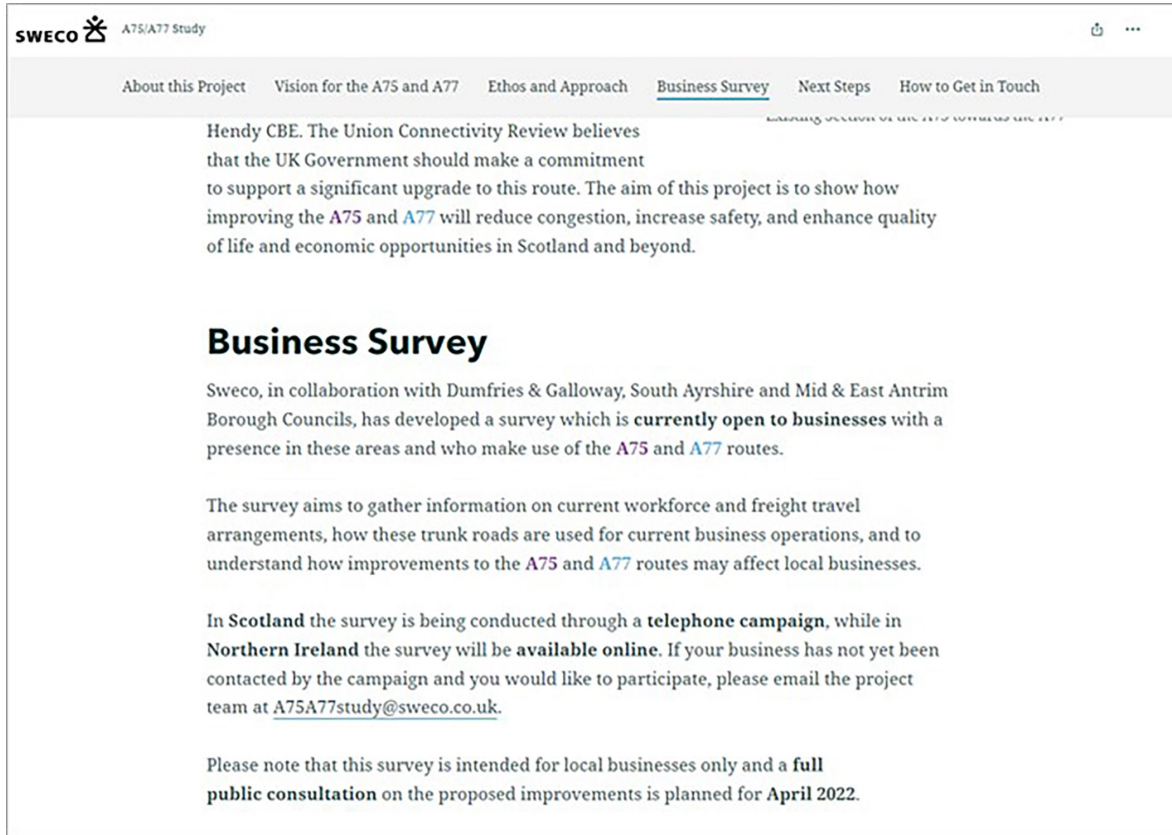 SWECO
A75/A77 Study
About this Project
Vision for the A75 and A77
Ethos and Approach
Business Survey
Next Steps
How to Get in Touch
Existing Section of the A75 towards the A77
Hendy CBE. The Union Connectivity Review believes
that the UK Government should make a commitment
to support a significant upgrade to this route. The aim of this project is to show how
improving the A75 and A77 will reduce congestion, increase safety, and enhance quality
of life and economic opportunities in Scotland and beyond.
Business Survey
Sweco, in collaboration with Dumfries & Galloway, South Ayrshire and Mid & East Antrim
Borough Councils, has developed a survey which is currently open to businesses with a
presence in these areas and who make use of the A75 and A77 routes.
The survey aims to gather information on current workforce and freight travel
arrangements, how these trunk roads are used for current business operations, and to
understand how improvements to the A75 and A77 routes may affect local businesses.
In Scotland the survey is being conducted through a telephone campaign, while in
Northern Ireland the survey will be available online. If your business has not yet been
contacted by the campaign and you would like to participate, please email the project
team at A75A77study@sweco.co.uk.
Please note that this survey is intended for local businesses only and a full
public consultation on the proposed improvements is planned for April 2022.